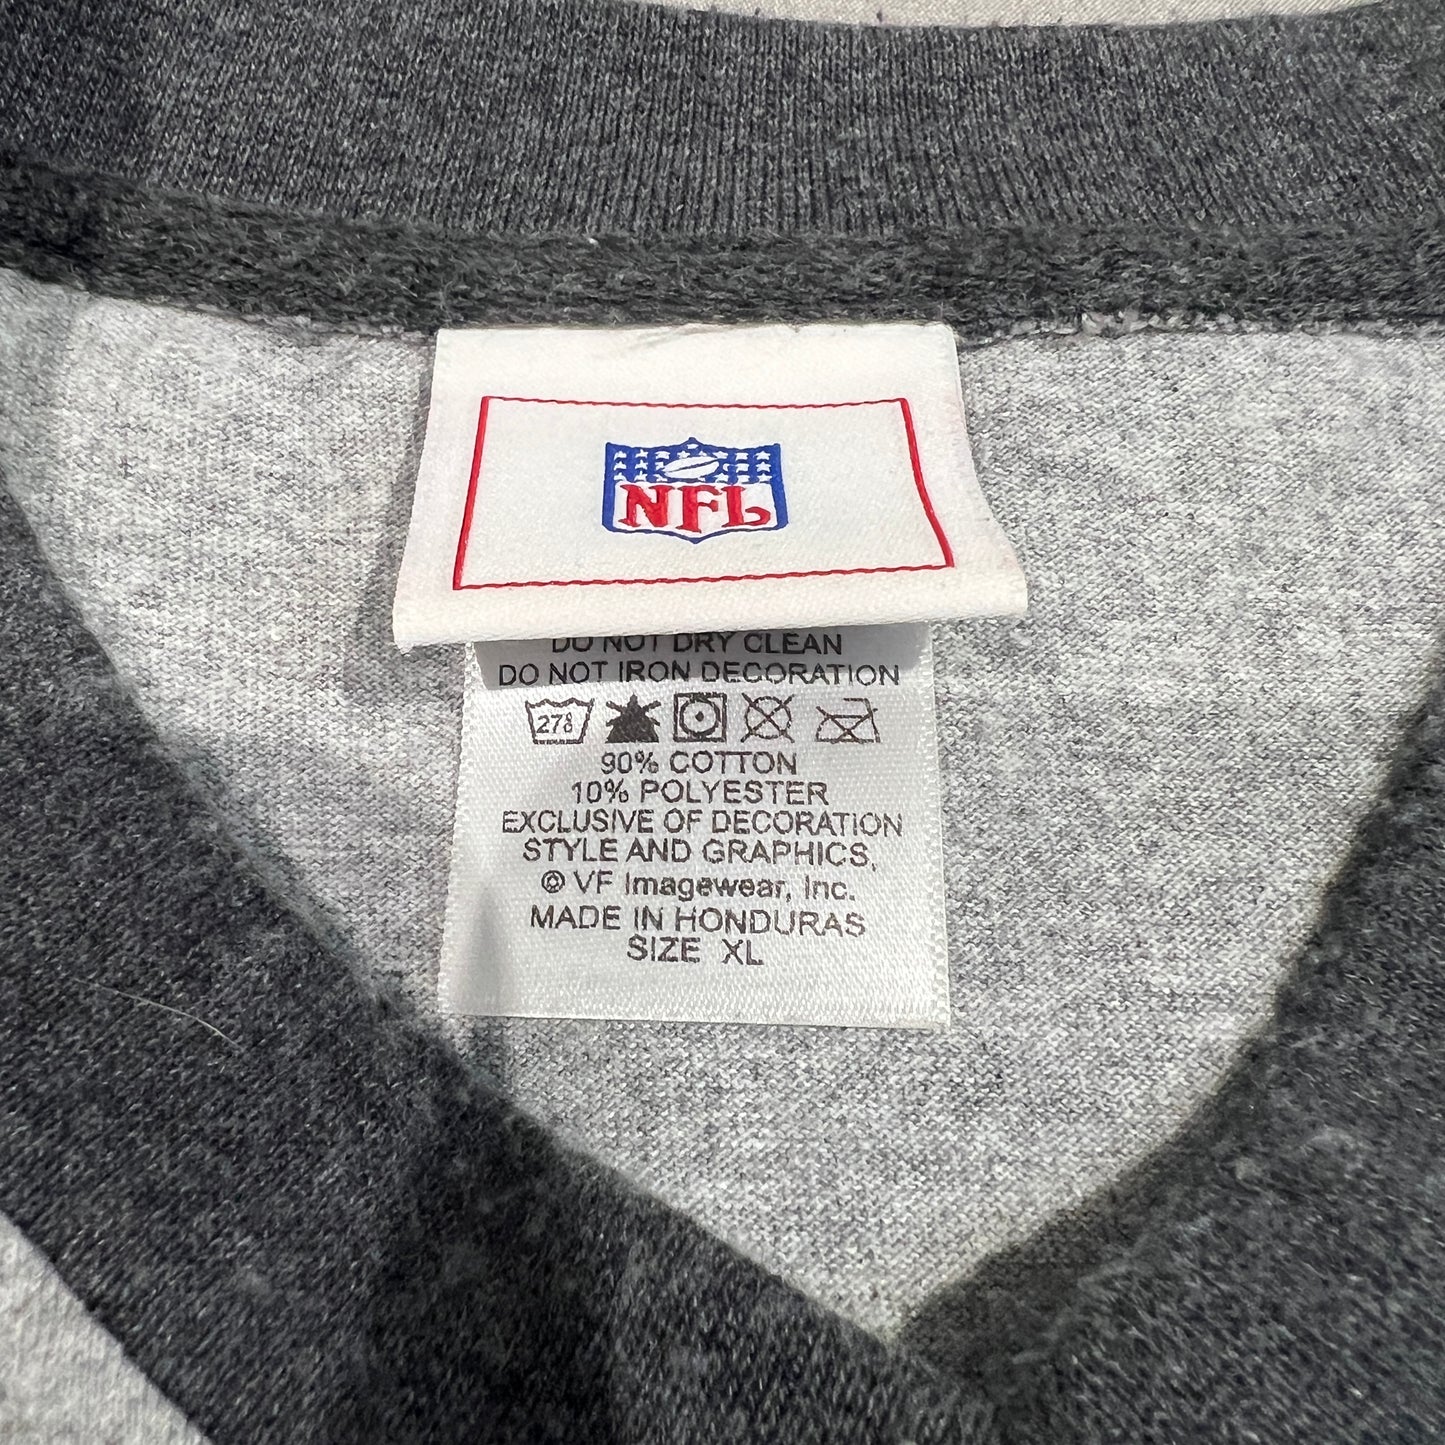 NFL
DO NOT DRY CLEAN
DO NOT IRON DECORATION
90% COTTON
10% POLYESTER
EXCLUSIVE OF DECORATION
STYLE AND GRAPHICS,
© VF Imagewear, Inc.
MADE IN HONDURAS
SIZE XL